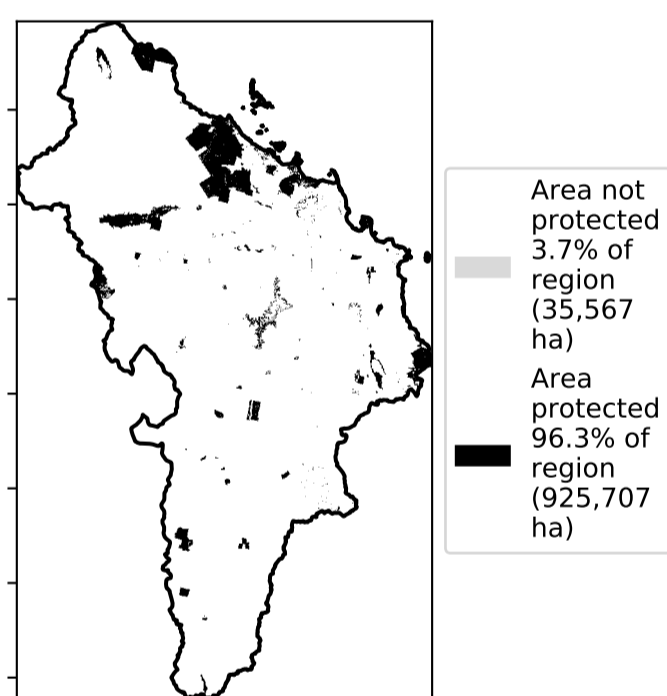 Area not
protected
3.7% of
region
(35,567
ha)
Area
protected
96.3% of
region
(925,707
ha)